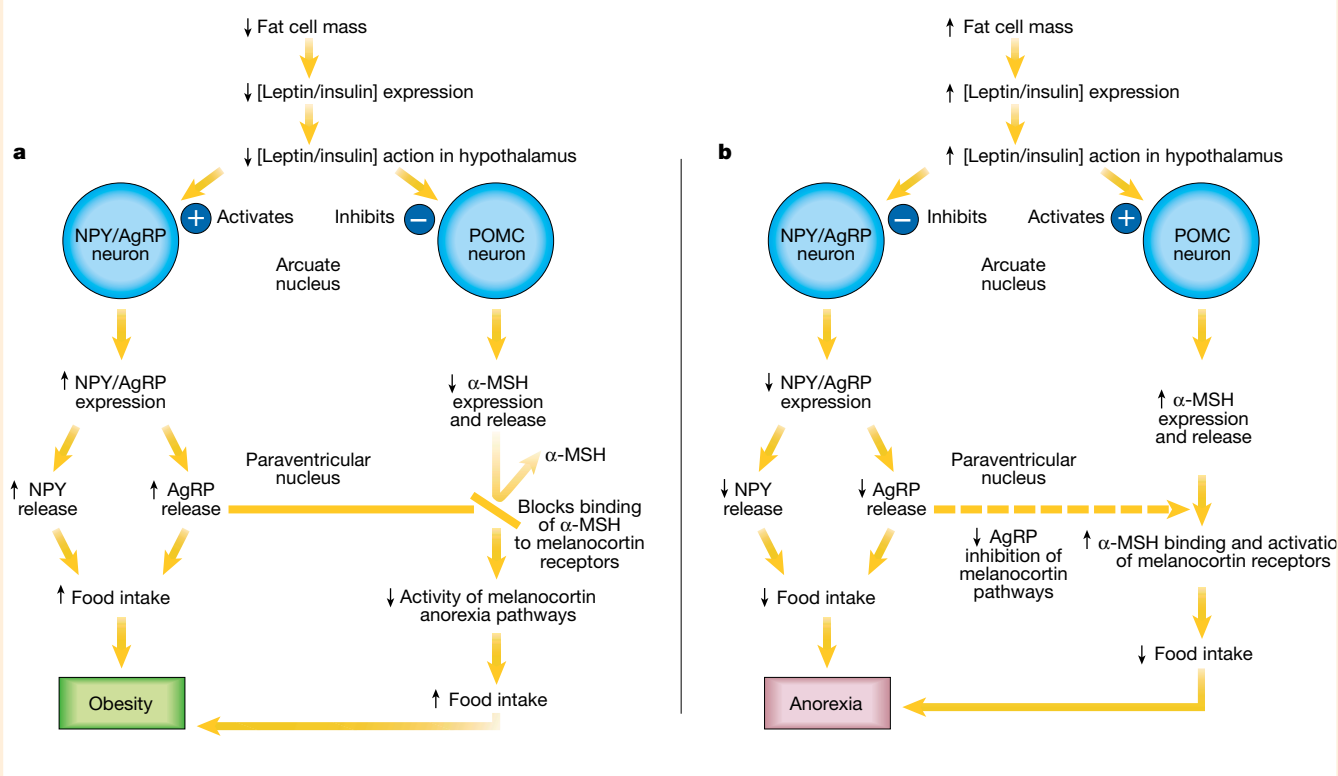 ↓ Fat cell mass
↓ [Leptin/insulin] expression
a
↓ [Leptin/insulin] action in hypothalamus
NPY/AgRP
neuron
+ Activates
Inhibits −
POMC
neuron
Arcuate
nucleus
↑ NPY/AgRP
expression
↓ α-MSH
expression
and release
α-MSH
↑ NPY
release
↑ AgRP
release
Paraventricular
nucleus
Blocks binding
of α-MSH
to melanocortin
receptors
↑ Food intake
↓ Activity of melanocortin
anorexia pathways
Obesity
↑ Food intake
↑ Fat cell mass
↑ [Leptin/insulin] expression
b
↑ [Leptin/insulin] action in hypothalamus
NPY/AgRP
neuron
− Inhibits
Activates +
POMC
neuron
Arcuate
nucleus
↓ NPY/AgRP
expression
↑ α-MSH
expression
and release
↓ NPY
release
↓ AgRP
release
Paraventricular
nucleus
↓ AgRP
inhibition of
melanocortin
pathways
↑ α-MSH binding and activatio
of melanocortin receptors
↓ Food intake
↓ Food intake
Anorexia